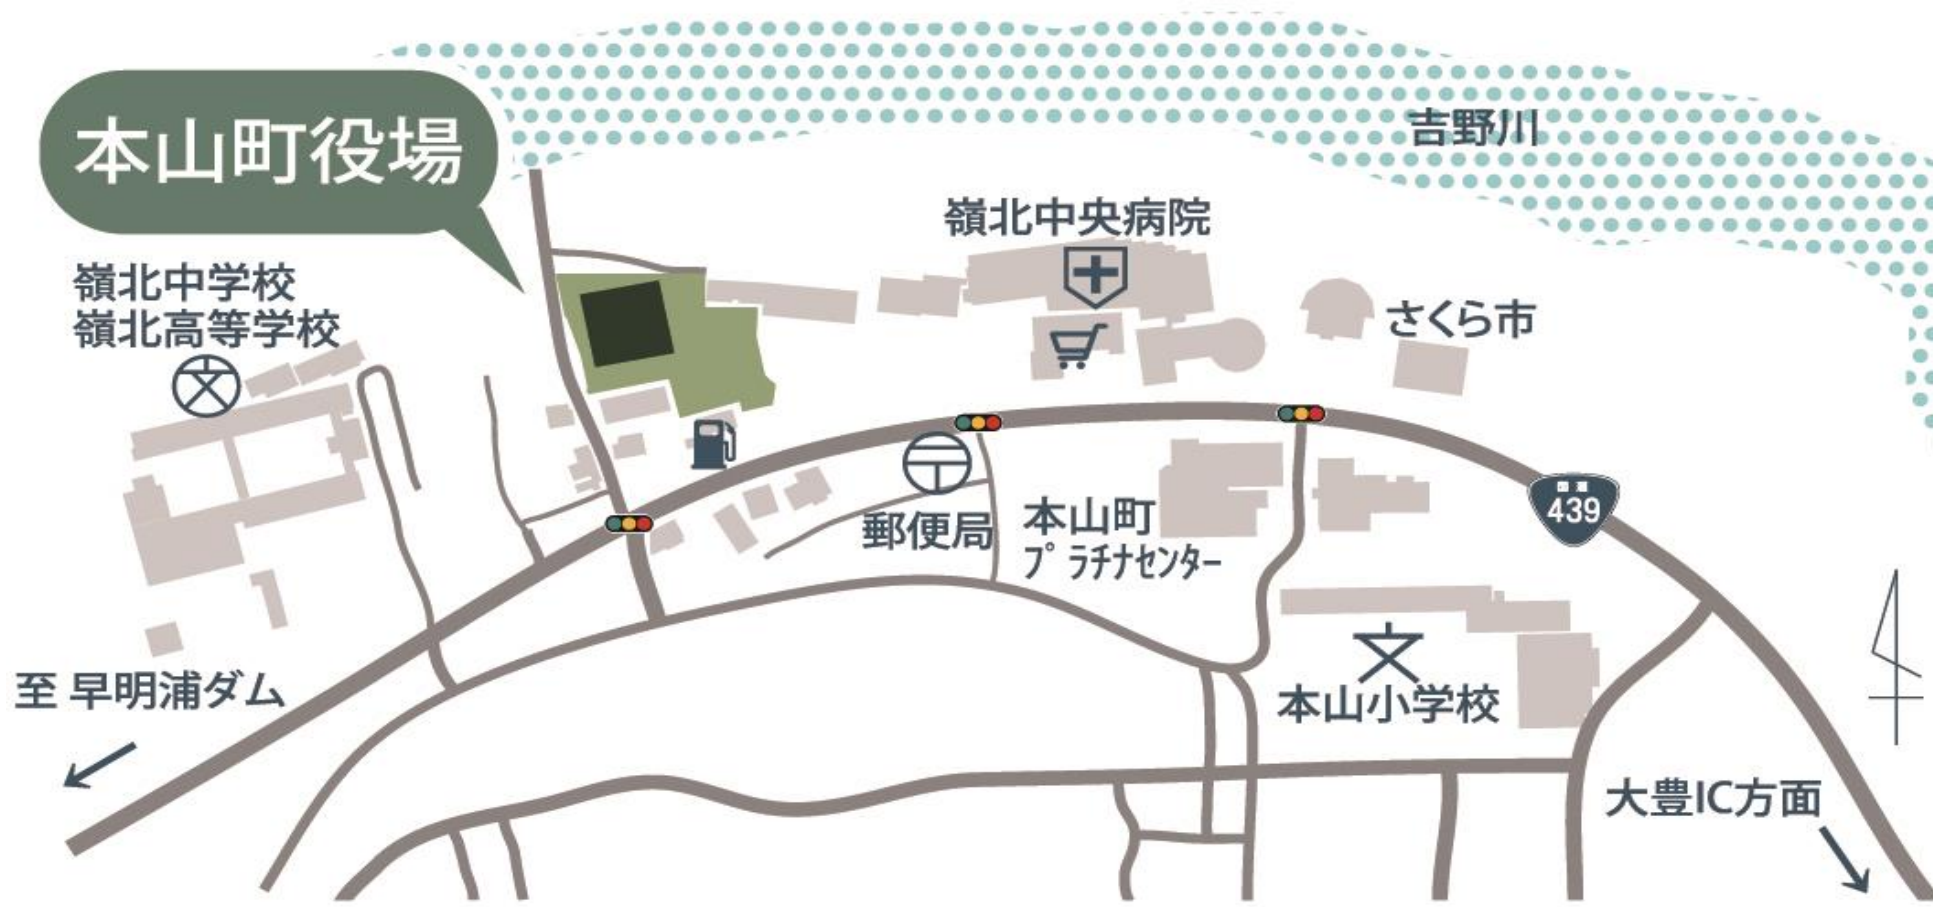 本山町役場
吉野川
嶺北中央病院
嶺北中学校
嶺北高等学校
さくら市
国道
439
郵便局
本山町
プラチナセンター
本山小学校
至 早明浦ダム
大豊IC方面